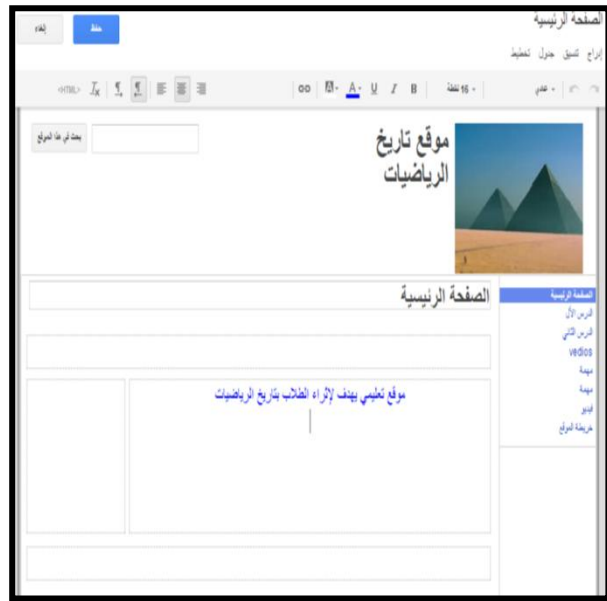 الصفحة الرئيسية
حفظ
إلغاء
إدراج تنسيق جدول تخطيط
عادي
16 نقطة
B I U A A
<HTML>
موقع تاريخ
الرياضيات
بحث في هذا الموقع
الصفحة الرئيسية
الدرس الأل
الدرس الثاني
vedios
مهمة
مهمة
فيديو
خريطة الموقع
الصفحة الرئيسية
موقع تعليمي يهدف لإثراء الطلاب بتاريخ الرياضيات